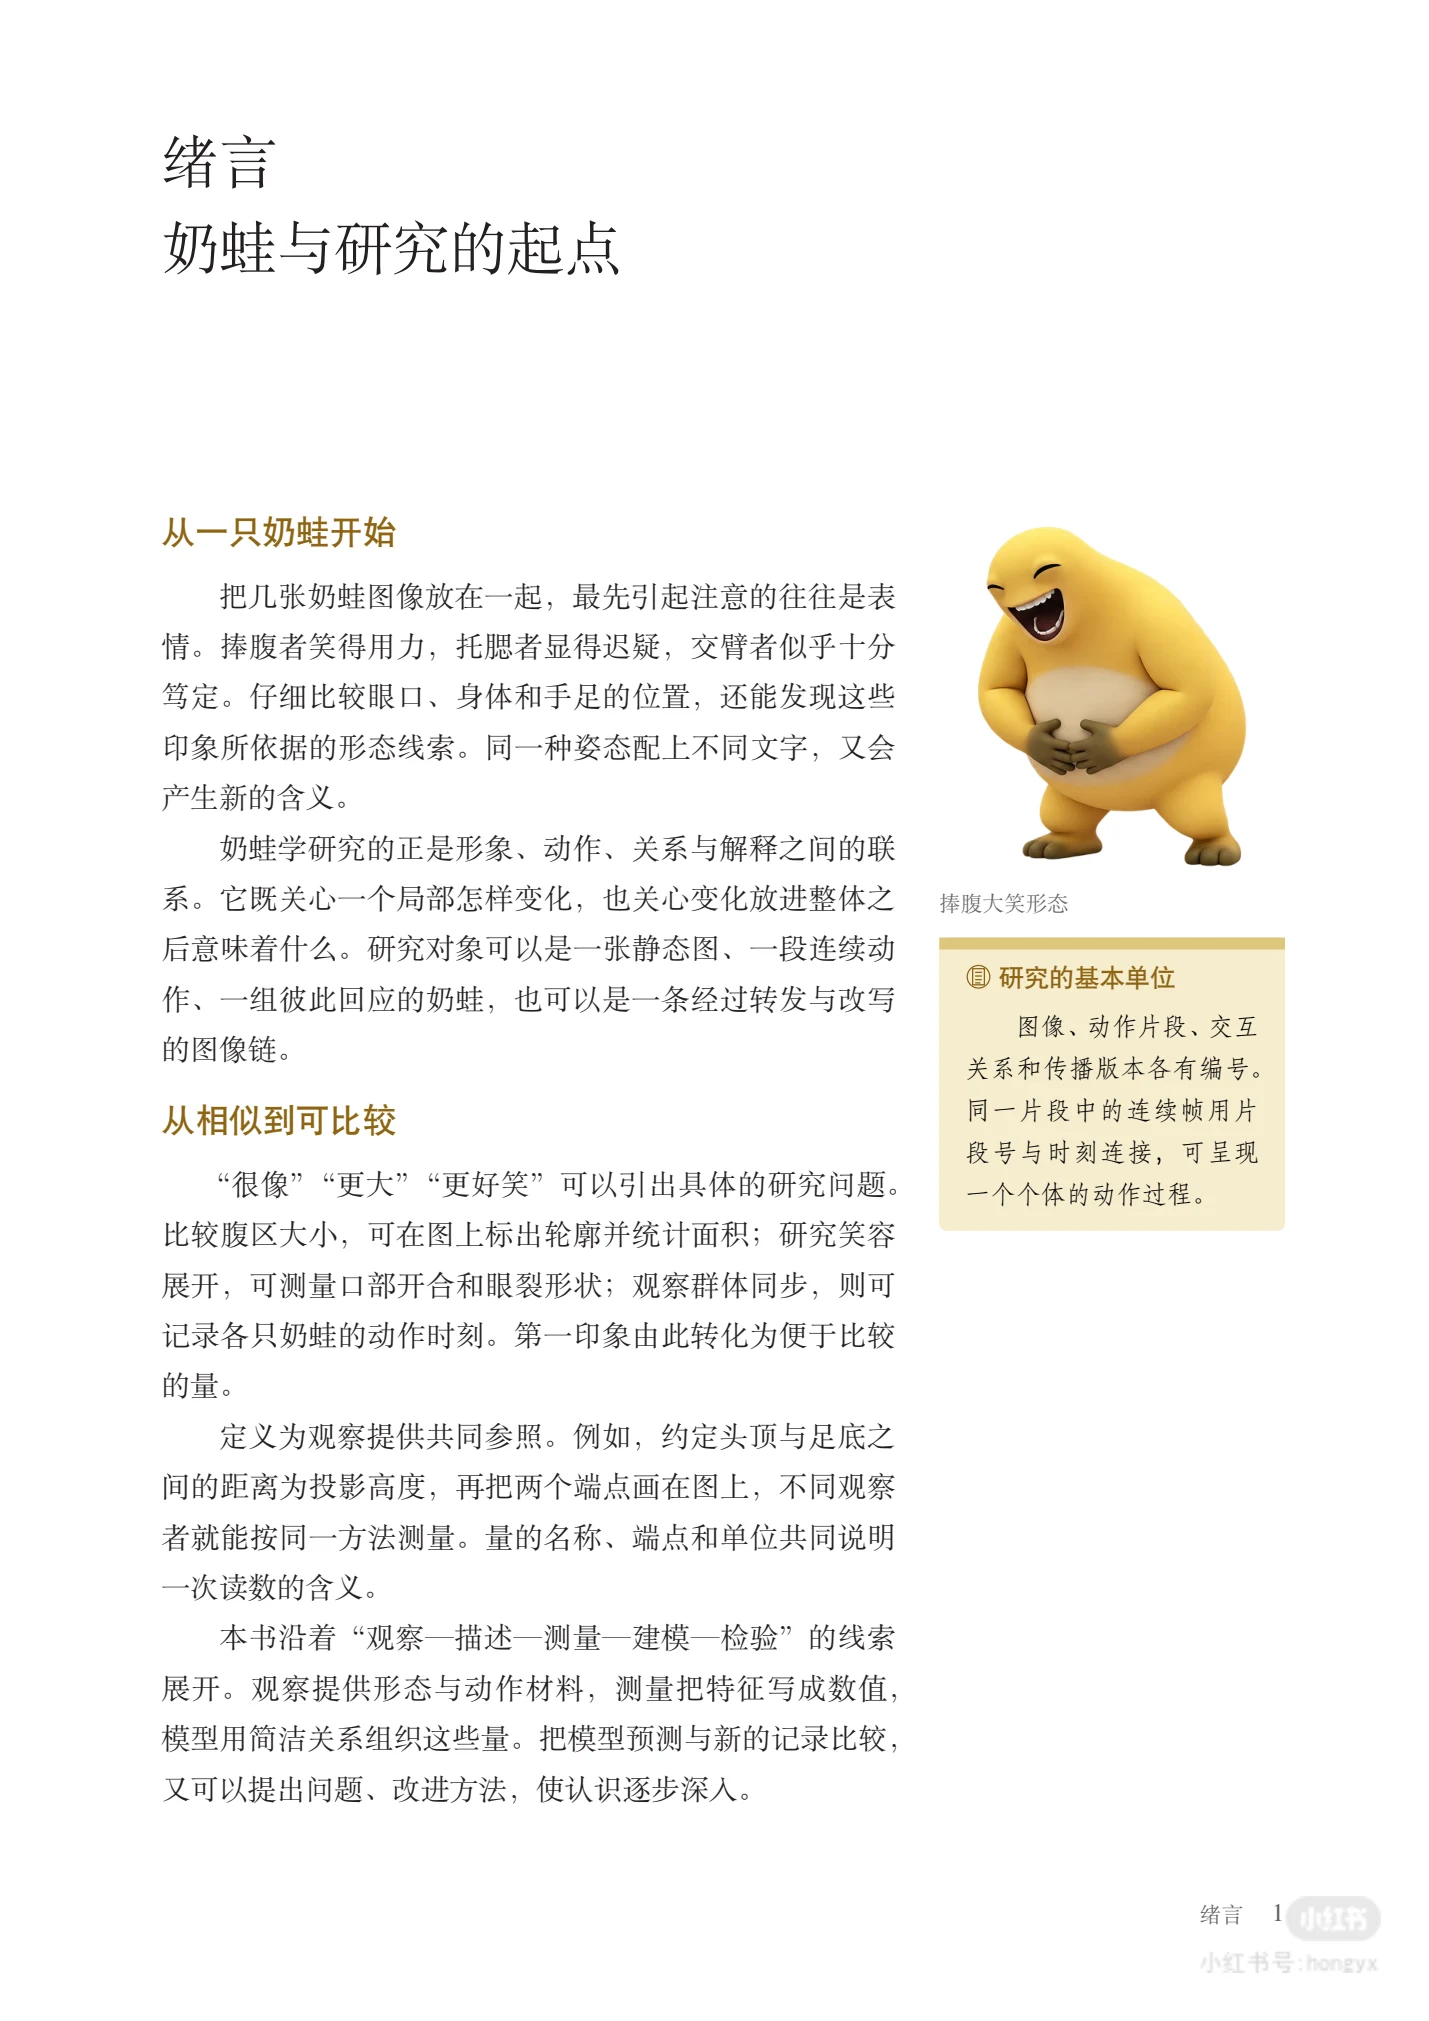 绪言
奶蛙与研究的起点
从一只奶蛙开始
把几张奶蛙图像放在一起，最先引起注意的往往是表
情。捧腹者笑得用力，托腮者显得迟疑，交臂者似乎十分
笃定。仔细比较眼口、身体和手足的位置，还能发现这些
印象所依据的形态线索。同一种姿态配上不同文字，又会
产生新的含义。
奶蛙学研究的正是形象、动作、关系与解释之间的联
系。它既关心一个局部怎样变化，也关心变化放进整体之
后意味着什么。研究对象可以是一张静态图、一段连续动
作、一组彼此回应的奶蛙，也可以是一条经过转发与改写
的图像链。
从相似到可比较
“很像”“更大”“更好笑”可以引出具体的研究问题。
比较腹区大小，可在图上标出轮廓并统计面积；研究笑容
展开，可测量口部开合和眼裂形状；观察群体同步，则可
记录各只奶蛙的动作时刻。第一印象由此转化为便于比较
的量。
定义为观察提供共同参照。例如，约定头顶与足底之
间的距离为投影高度，再把两个端点画在图上，不同观察
者就能按同一方法测量。量的名称、端点和单位共同说明
一次读数的含义。
本书沿着“观察—描述—测量—建模—检验”的线索
展开。观察提供形态与动作材料，测量把特征写成数值，
模型用简洁关系组织这些量。把模型预测与新的记录比较，
又可以提出问题、改进方法，使认识逐步深入。
捧腹大笑形态
研究的基本单位
图像、动作片段、交互
关系和传播版本各有编号。
同一片段中的连续帧用片
段号与时刻连接，可呈现
一个个体的动作过程。
绪言 1
小红书
小红书号:hongyx